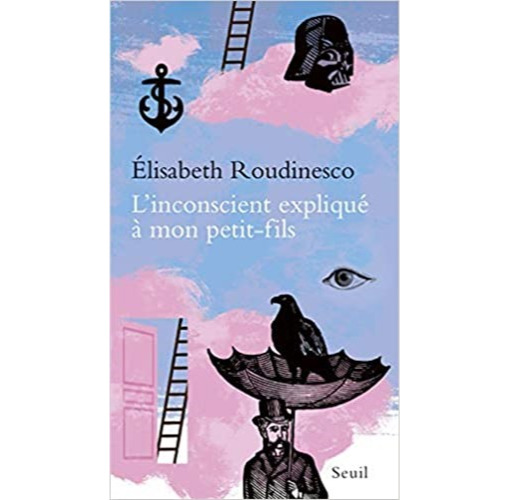 Élisabeth Roudinesco
L'inconscient expliqué
à mon petit-fils
Seuil